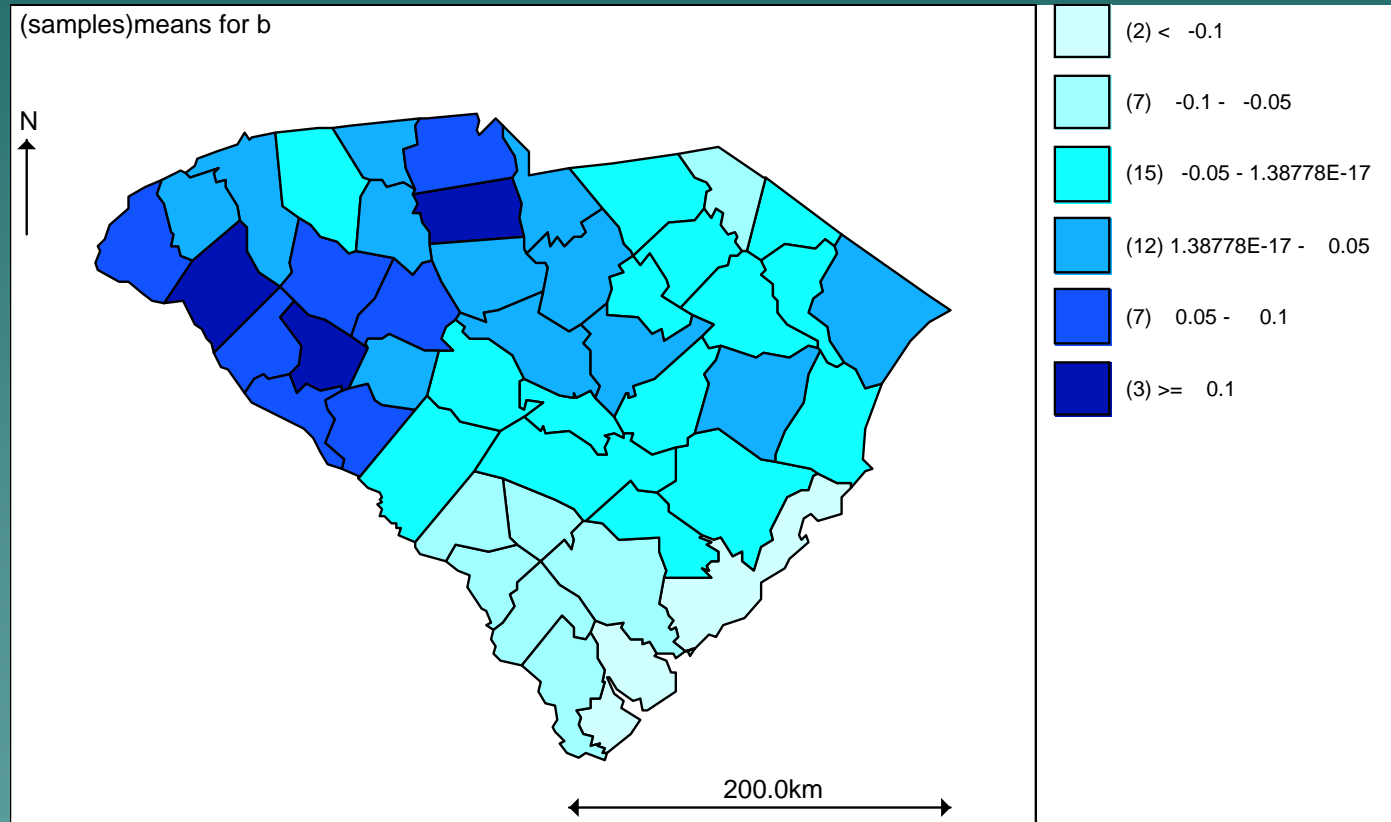 (samples)means for b
N
200.0km
(2) < -0.1
(7) -0.1 - -0.05
(15) -0.05 - 1.38778E-17
(12) 1.38778E-17 - 0.05
(7) 0.05 - 0.1
(3) >= 0.1